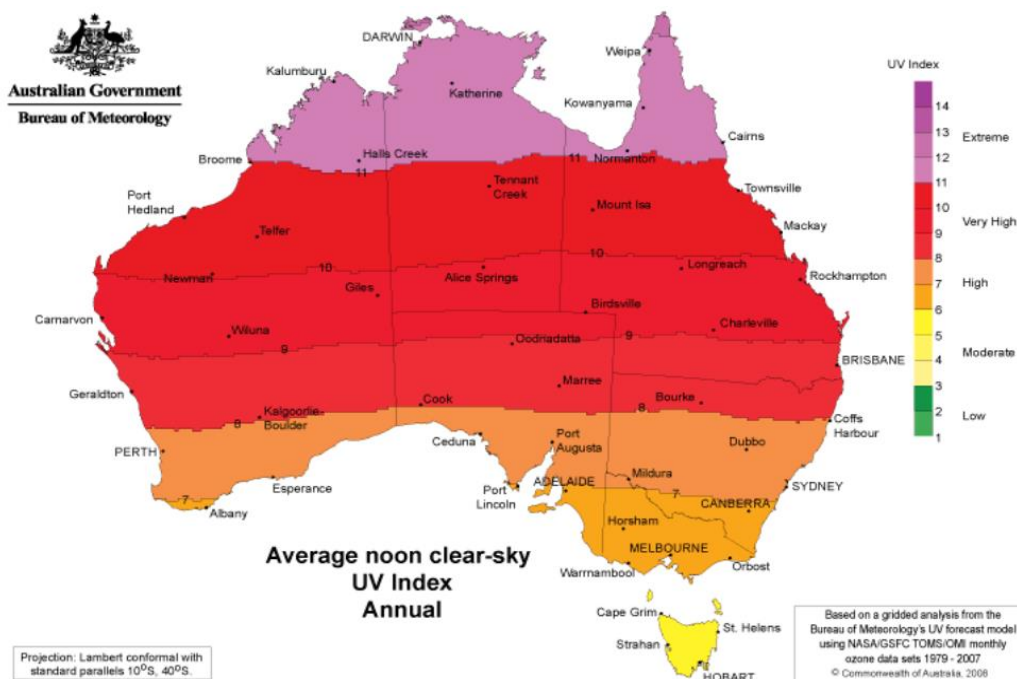 Australian Government
Bureau of Meteorology
DARWIN
Kalumburu
Katherine
Weipa
Kowanyama
Cairns
Broome
Halls Creek
11
11
11
Normanton
Tennant
Creek
Townsville
Port
Hedland
Mount Isa
Mackay
Telfer
10
10
Newman
Alice Springs
Longreach
Rockhampton
Giles
Birdsville
Carnarvon
Wiluna
Charleville
9
9
Oodnadatta
BRISBANE
Geraldton
Marree
Cook
Bourke
8
8
Kalgoorlie
Boulder
Coffs
Harbour
PERTH
Ceduna
Port
Augusta
Dubbo
Esperance
Mildura
SYDNEY
Port
Lincoln
ADELAIDE
7
7
CANBERRA
Albany
Horsham
MELBOURNE
Warrnambool
Orbost
Cape Grim
St. Helens
Strahan
HOBART
UV Index
14
13
12
11
10
9
8
7
6
5
4
3
2
1
Extreme
Very High
High
Moderate
Low
Average noon clear-sky
UV Index
Annual
Projection: Lambert conformal with
standard parallels 10°S, 40°S.
Based on a gridded analysis from the
Bureau of Meteorology's UV forecast model
using NASA/GSFC TOMS/OMI monthly
ozone data sets 1979 - 2007
© Commonwealth of Australia, 2008